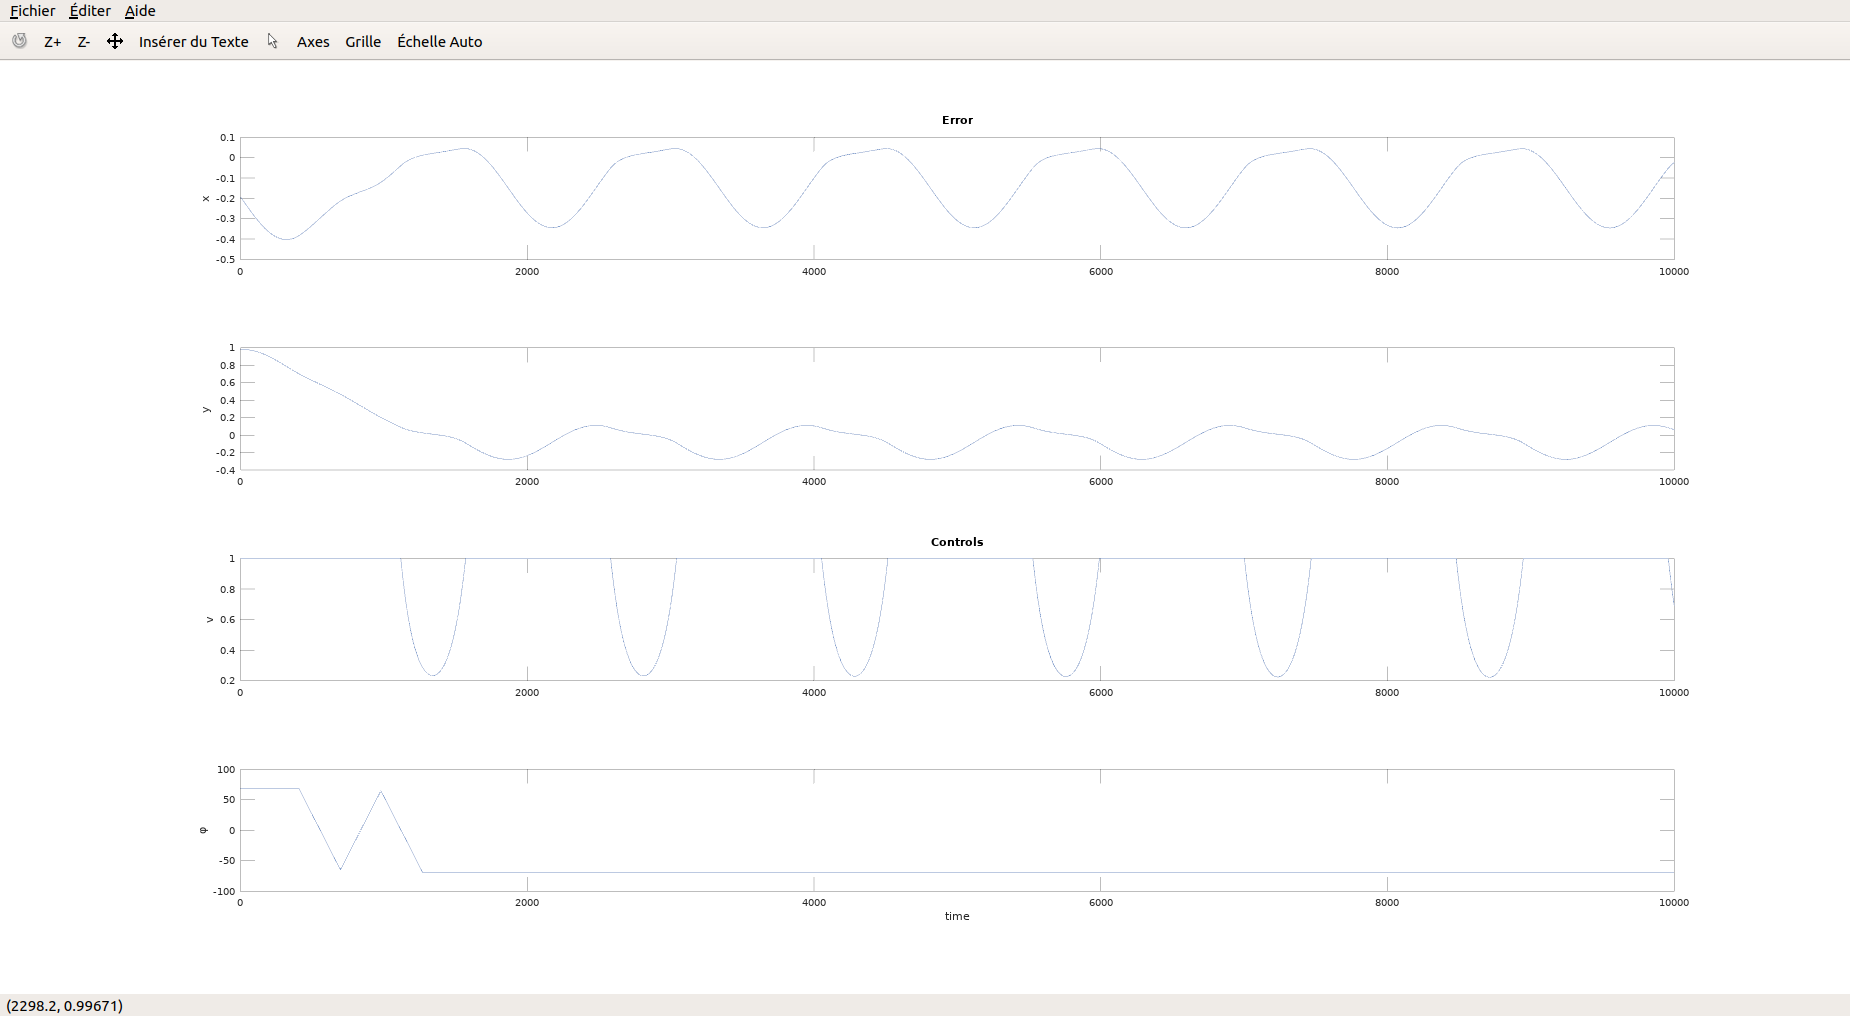 Fichier Éditer Aide
Z+ Z- Insérer du Texte Axes Grille Échelle Auto
Error
0.1
0
-0.1
-0.2
-0.3
-0.4
-0.5
x
0 2000 4000 6000 8000 10000
1
0.8
0.6
0.4
0.2
0
-0.2
-0.4
y
0 2000 4000 6000 8000 10000
Controls
1
0.8
0.6
0.4
0.2
v
0 2000 4000 6000 8000 10000
100
50
0
-50
-100
φ
0 2000 4000 6000 8000 10000
time
(2298.2, 0.99671)